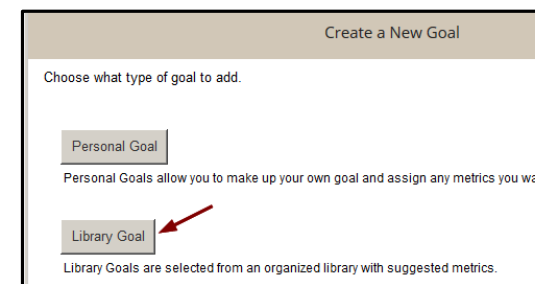 Create a New Goal
Choose what type of goal to add.
Personal Goal
Personal Goals allow you to make up your own goal and assign any metrics you
Library Goal
Library Goals are selected from an organized library with suggested metrics.